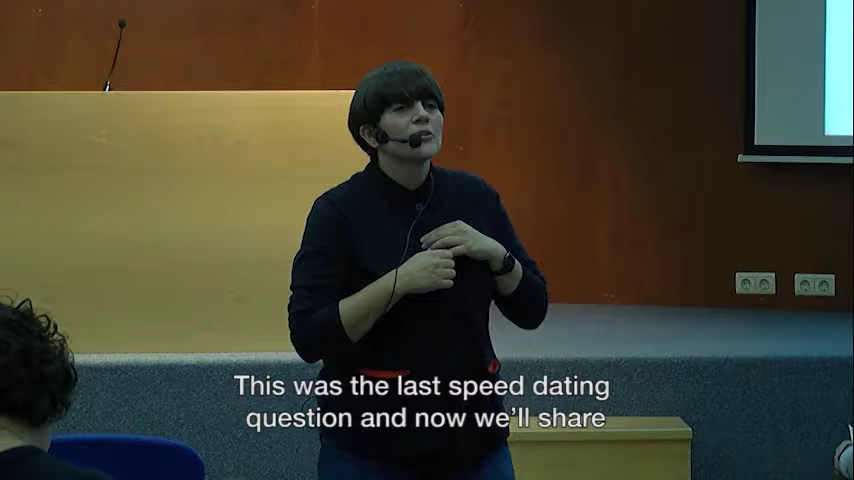 This was the last speed dating
question and now we'll share